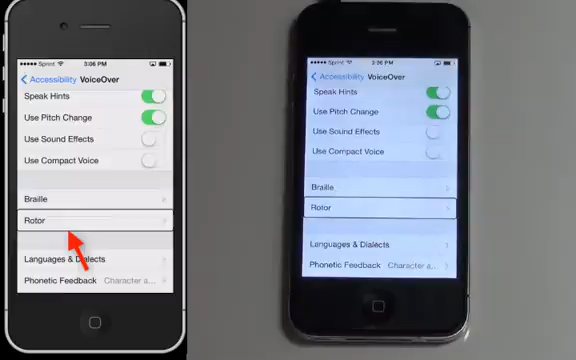 Sprint 3:06 PM
Accessibility VoiceOver
Speak Hints
Use Pitch Change
Use Sound Effects
Use Compact Voice
Braille
Rotor
Languages & Dialects
Phonetic Feedback Character a...
Sprint 3:06 PM
Accessibility VoiceOver
Speak Hints
Use Pitch Change
Use Sound Effects
Use Compact Voice
Braille
Rotor
Languages & Dialects
Phonetic Feedback Character a...